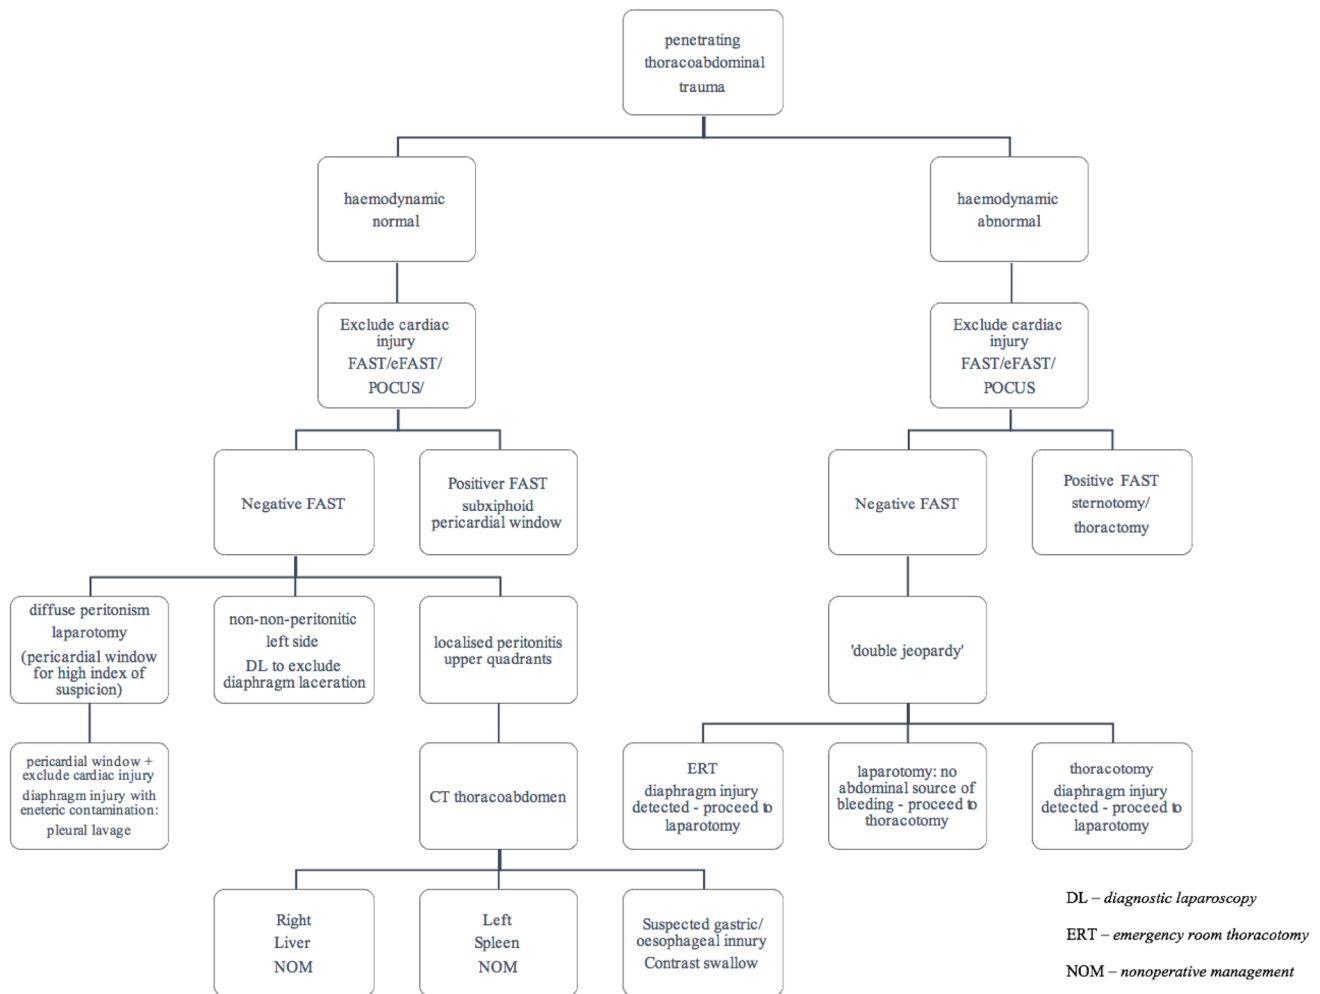 penetrating
thoracoabdominal
trauma
haemodynamic
normal
haemodynamic
abnormal
Exclude cardiac
injury
FAST/eFAST/
POCUS/
Exclude cardiac
injury
FAST/eFAST/
POCUS
Negative FAST
Positiver FAST
subxiphoid
pericardial window
Negative FAST
Positive FAST
sternotomy/
thoractomy
diffuse peritonism
laparotomy
(pericardial window
for high index of
suspicion)
non-non-peritonitic
left side
DL to exclude
diaphragm laceration
localised peritonitis
upper quadrants
'double jeopardy'
pericardial window +
exclude cardiac injury
diaphragm injury with
eneteric contamination:
pleural lavage
CT thoracoabdomen
ERT
diaphragm injury
detected - proceed to
laparotomy
laparotomy: no
abdominal source of
bleeding - proceed to
thoracotomy
thoracotomy
diaphragm injury
detected - proceed to
laparotomy
Right
Liver
NOM
Left
Spleen
NOM
Suspected gastric/
oesophageal innury
Contrast swallow
DL – diagnostic laparoscopy
ERT – emergency room thoracotomy
NOM – nonoperative management